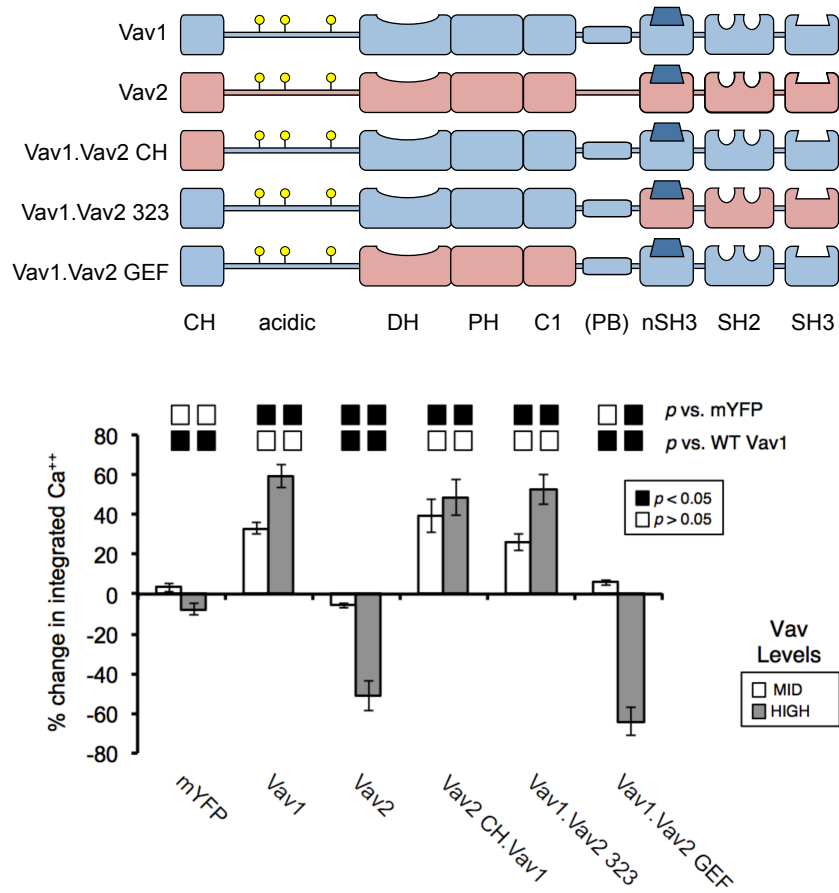 Vav1
Vav2
Vav1.Vav2 CH
Vav1.Vav2 323
Vav1.Vav2 GEF
CH acidic DH PH C1 (PB) nSH3 SH2 SH3
p vs. mYFP
p vs. WT Vav1
80
60
40
20
0
-20
-40
-60
-80
% change in integrated Ca++
p < 0.05
p > 0.05
Vav
Levels
MID
HIGH
mYFP
Vav1
Vav2
Vav2 CH.Vav1
Vav1.Vav2 323
Vav1.Vav2 GEF